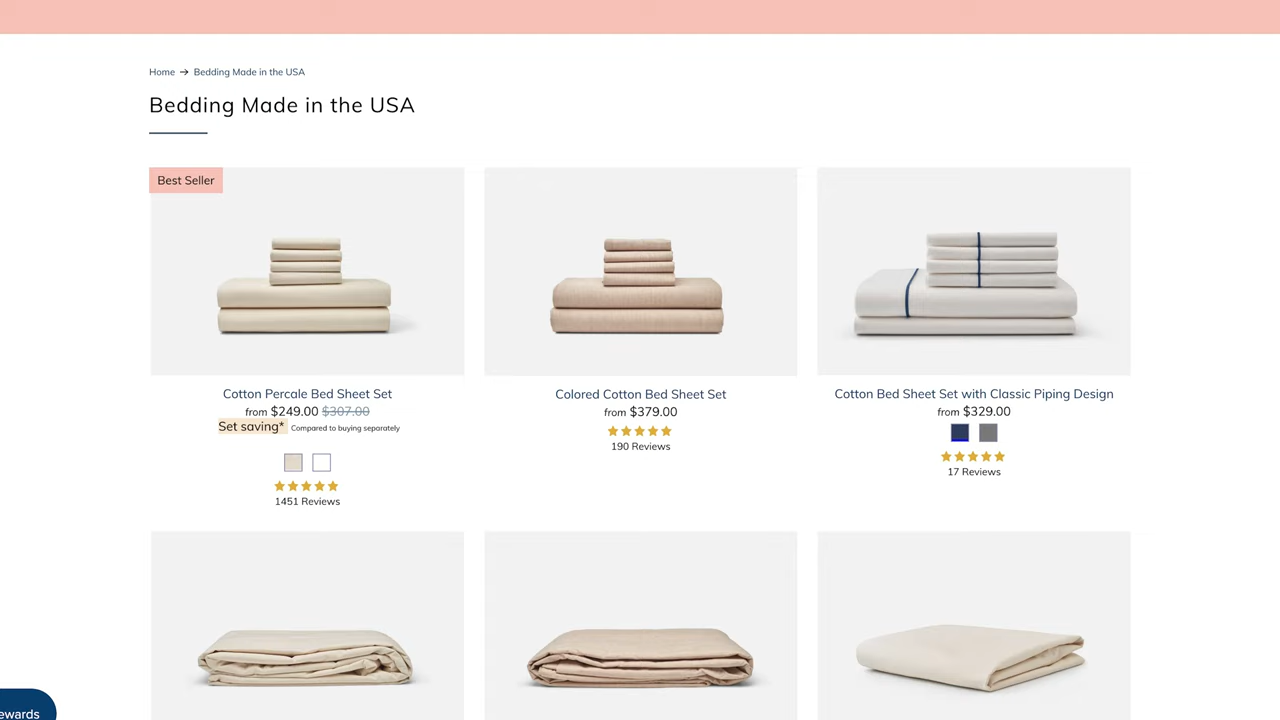 Home → Bedding Made in the USA
Bedding Made in the USA
Best Seller
Cotton Percale Bed Sheet Set
from $249.00 $307.00
Set saving* Compared to buying separately
1451 Reviews
Colored Cotton Bed Sheet Set
from $379.00
190 Reviews
Cotton Bed Sheet Set with Classic Piping Design
from $329.00
17 Reviews
ewards